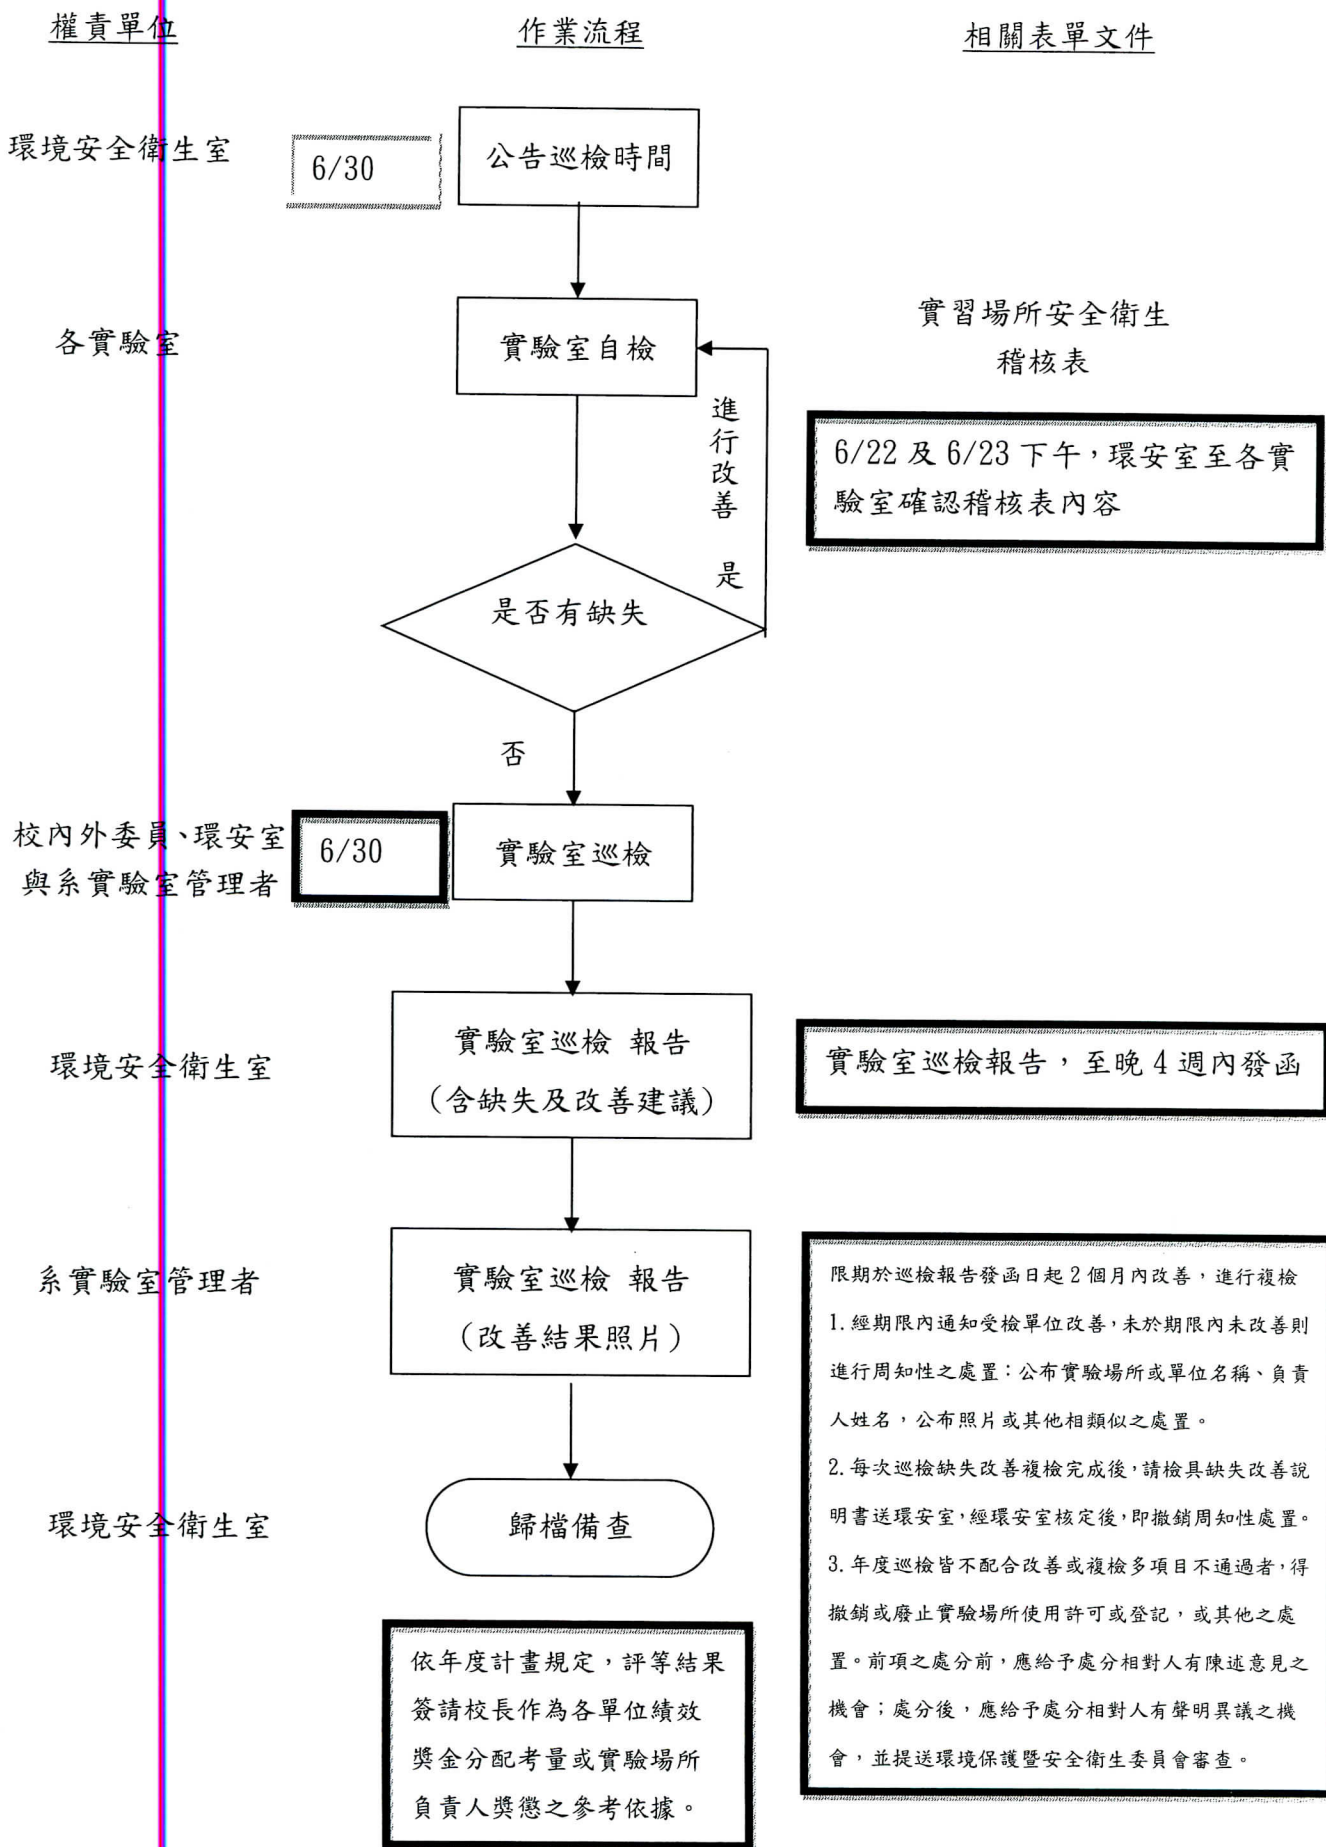 權責單位
作業流程
相關表單文件
環境安全衛生室
6/30
公告巡檢時間
各實驗室
實驗室自檢
實習場所安全衛生
稽核表
進行改善
是
6/22 及 6/23 下午，環安室至各實
驗室確認稽核表內容
是否有缺失
否
校內外委員、環安室
與系實驗室管理者
6/30
實驗室巡檢
環境安全衛生室
實驗室巡檢 報告
(含缺失及改善建議)
實驗室巡檢報告，至晚 4 週內發函
系實驗室管理者
實驗室巡檢 報告
(改善結果照片)
限期於巡檢報告發函日起 2 個月內改善，進行複檢
1.經期限內通知受檢單位改善，未於期限內未改善則
進行周知性之處置：公布實驗場所或單位名稱、負責
人姓名，公布照片或其他相類似之處置。
2.每次巡檢缺失改善複檢完成後，請檢具缺失改善說
明書送環安室，經環安室核定後，即撤銷周知性處置。
3.年度巡檢皆不配合改善或複檢多項目不通過者，得
撤銷或廢止實驗場所使用許可或登記，或其他之處
置。前項之處分前，應給予處分相對人有陳述意見之
機會；處分後，應給予處分相對人有聲明異議之機
會，並提送環境保護暨安全衛生委員會審查。
環境安全衛生室
歸檔備查
依年度計畫規定，評等結果
簽請校長作為各單位績效
獎金分配考量或實驗場所
負責人獎懲之參考依據。